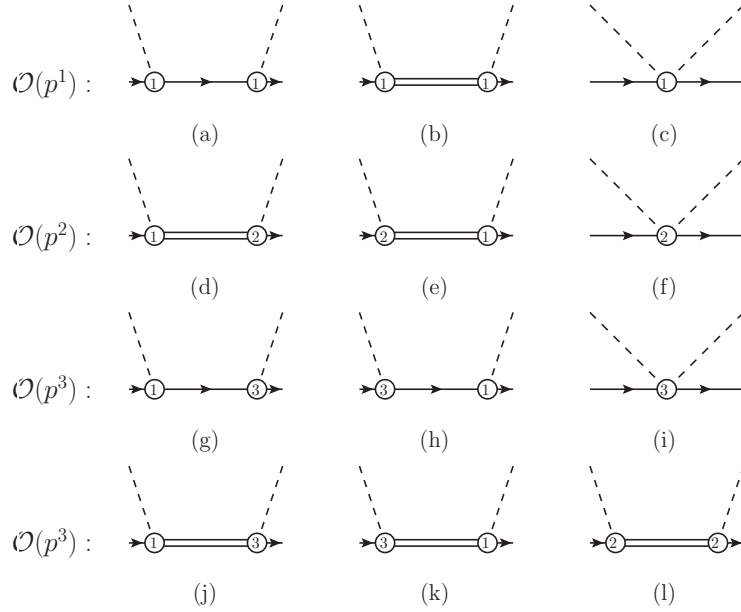 𝒪(p¹) : 1 1 1 1 1
(a) (b) (c)
𝒪(p²) : 1 2 2 1 2
(d) (e) (f)
𝒪(p³) : 1 3 3 1 3
(g) (h) (i)
𝒪(p³) : 1 3 3 1 2 2
(j) (k) (l)